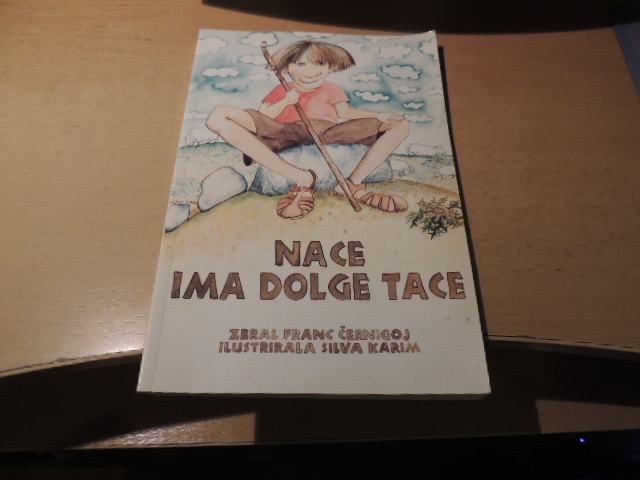 NACE
IMA DOLGE TACE
ZBRAL FRANC ČERNIGOJ
ILUSTRIRALA SILVA KARIM